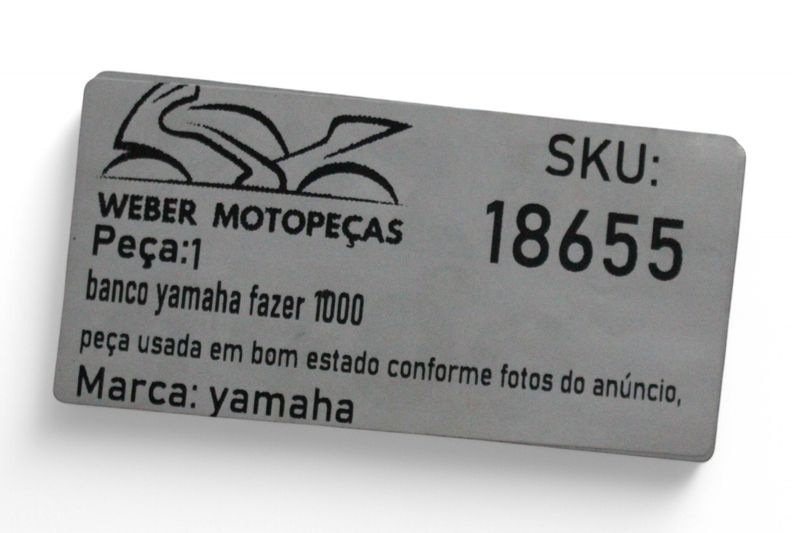 WEBER MOTOPEÇAS
SKU:
18655
Peça:1
banco yamaha fazer 1000
peça usada em bom estado conforme fotos do anúncio,
Marca: yamaha